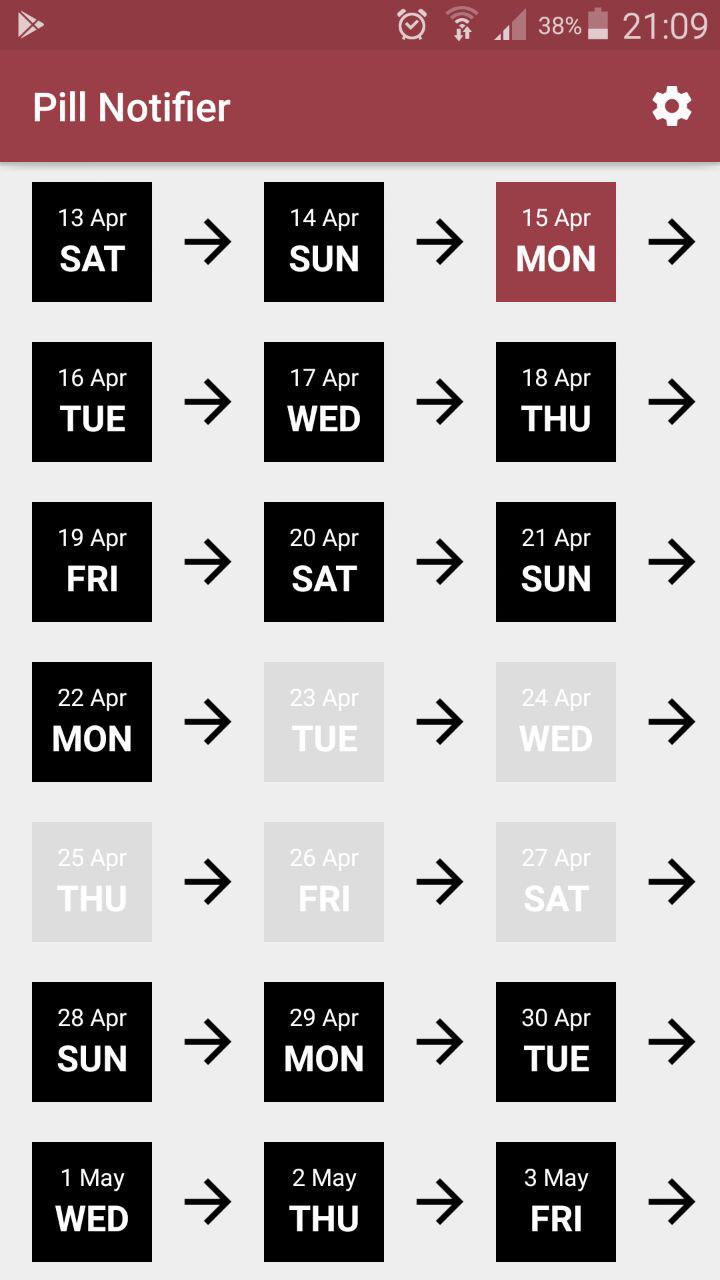 38% 21:09
Pill Notifier
13 Apr 14 Apr 15 Apr
SAT SUN MON
16 Apr 17 Apr 18 Apr
TUE WED THU
19 Apr 20 Apr 21 Apr
FRI SAT SUN
22 Apr 23 Apr 24 Apr
MON TUE WED
25 Apr 26 Apr 27 Apr
THU FRI SAT
28 Apr 29 Apr 30 Apr
SUN MON TUE
1 May 2 May 3 May
WED THU FRI